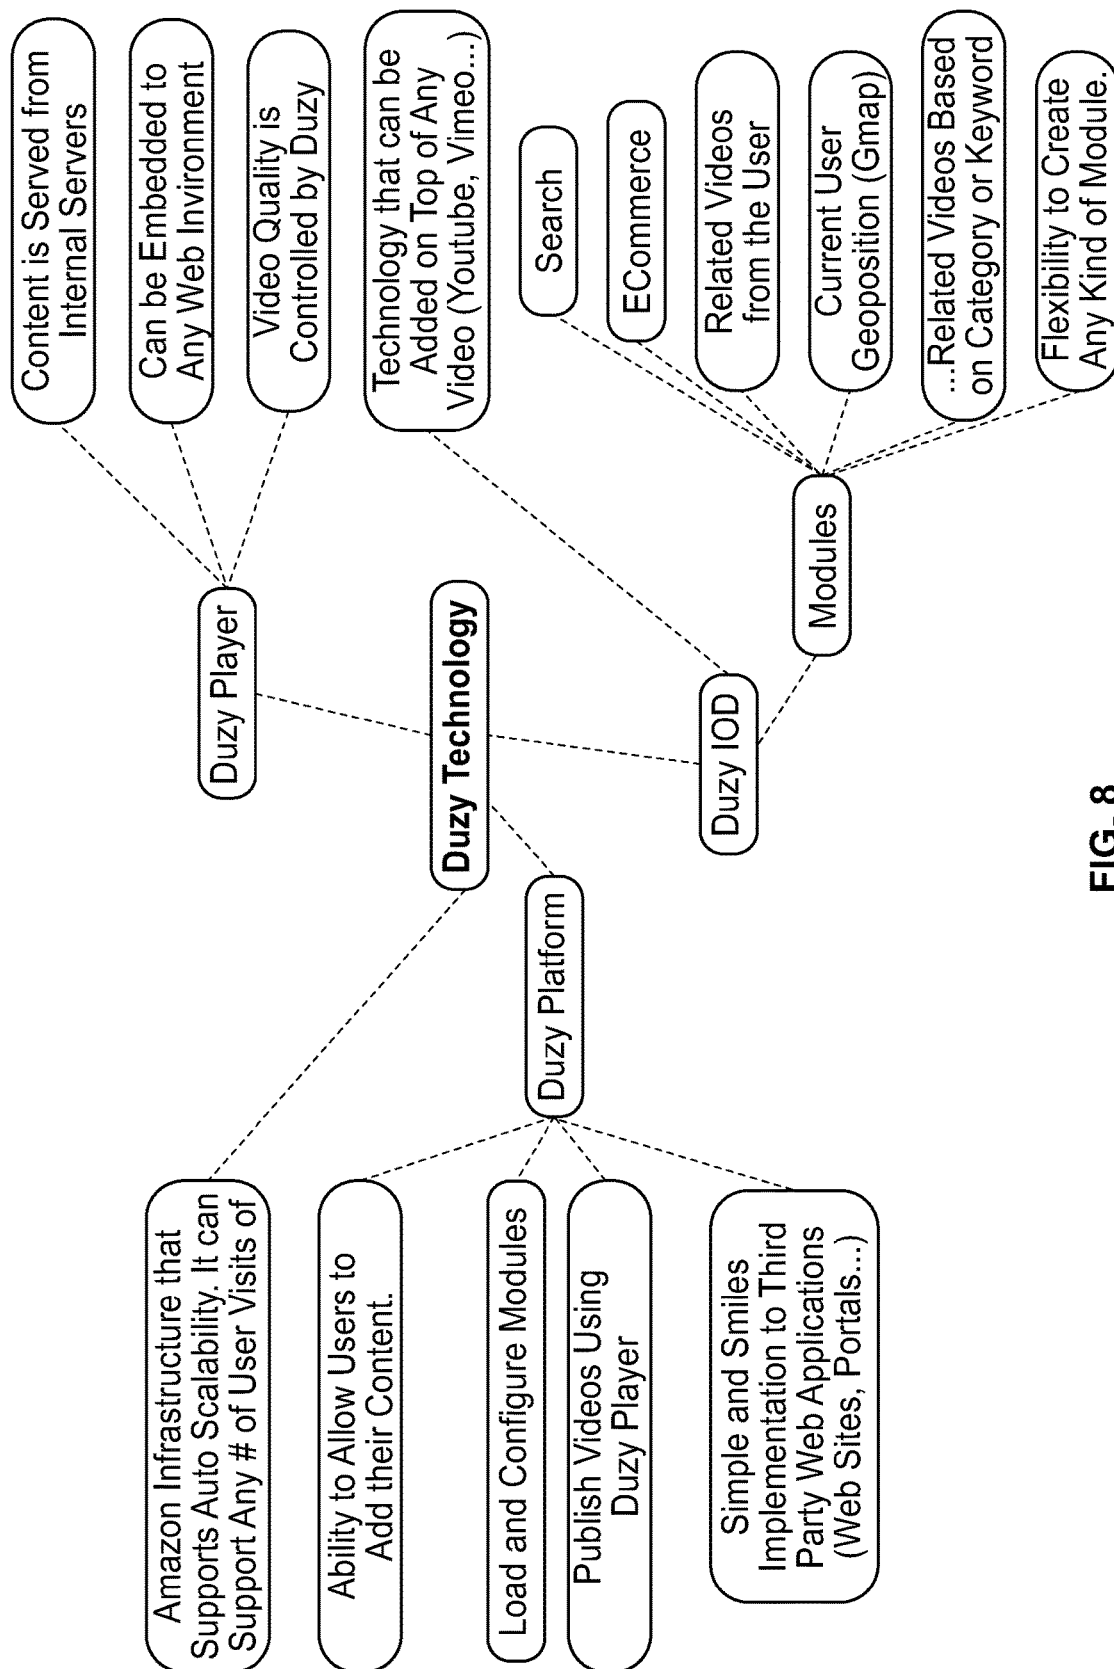 Amazon Infrastructure that
Supports Auto Scalability. It can
Support Any # of User Visits of
Ability to Allow Users to
Add their Content.
Load and Configure Modules
Publish Videos Using
Duzy Player
Simple and Smiles
Implementation to Third
Party Web Applications
(Web Sites, Portals...)
Duzy Platform
Duzy Technology
Duzy Player
Duzy IOD
Modules
Content is Served from
Internal Servers
Can be Embedded to
Any Web Invironment
Video Quality is
Controlled by Duzy
Technology that can be
Added on Top of Any
Video (Youtube, Vimeo...)
Search
ECommerce
Related Videos
from the User
Current User
Geoposition (Gmap)
...Related Videos Based
on Category or Keyword
Flexibility to Create
Any Kind of Module.
FIG. 8